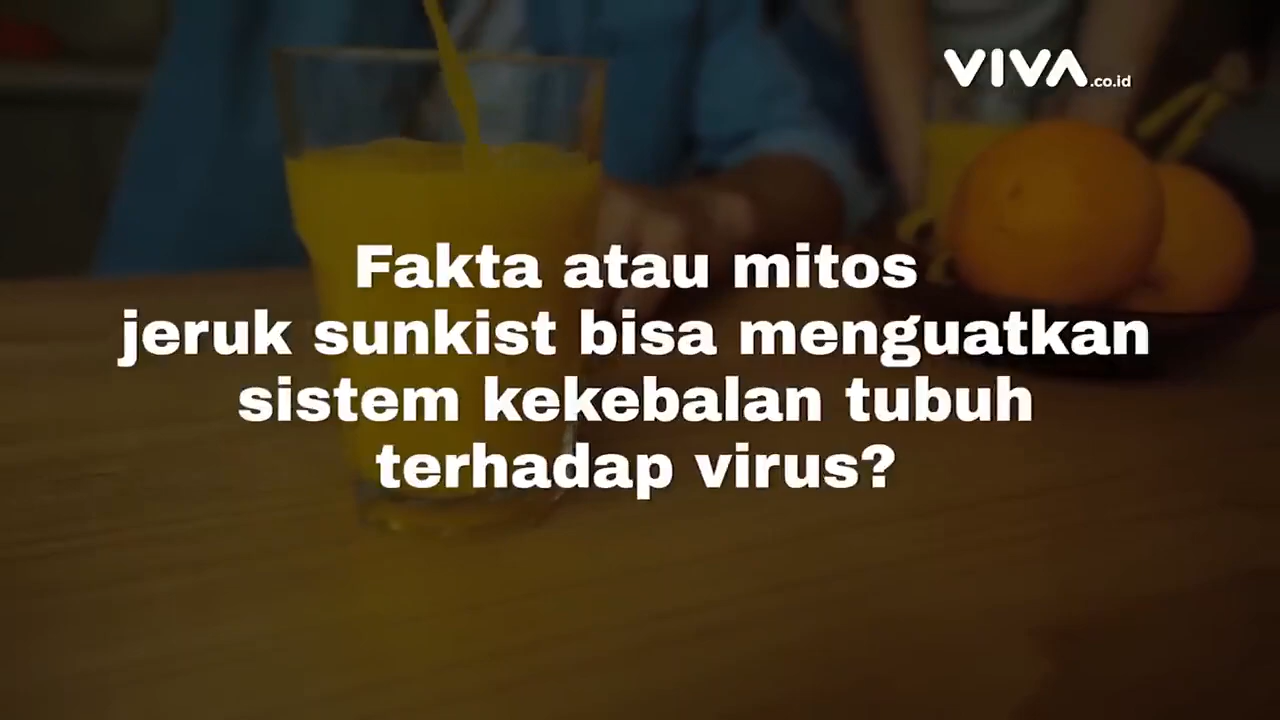 VIVA.co.id
Fakta atau mitos
jeruk sunkist bisa menguatkan
sistem kekebalan tubuh
terhadap virus?